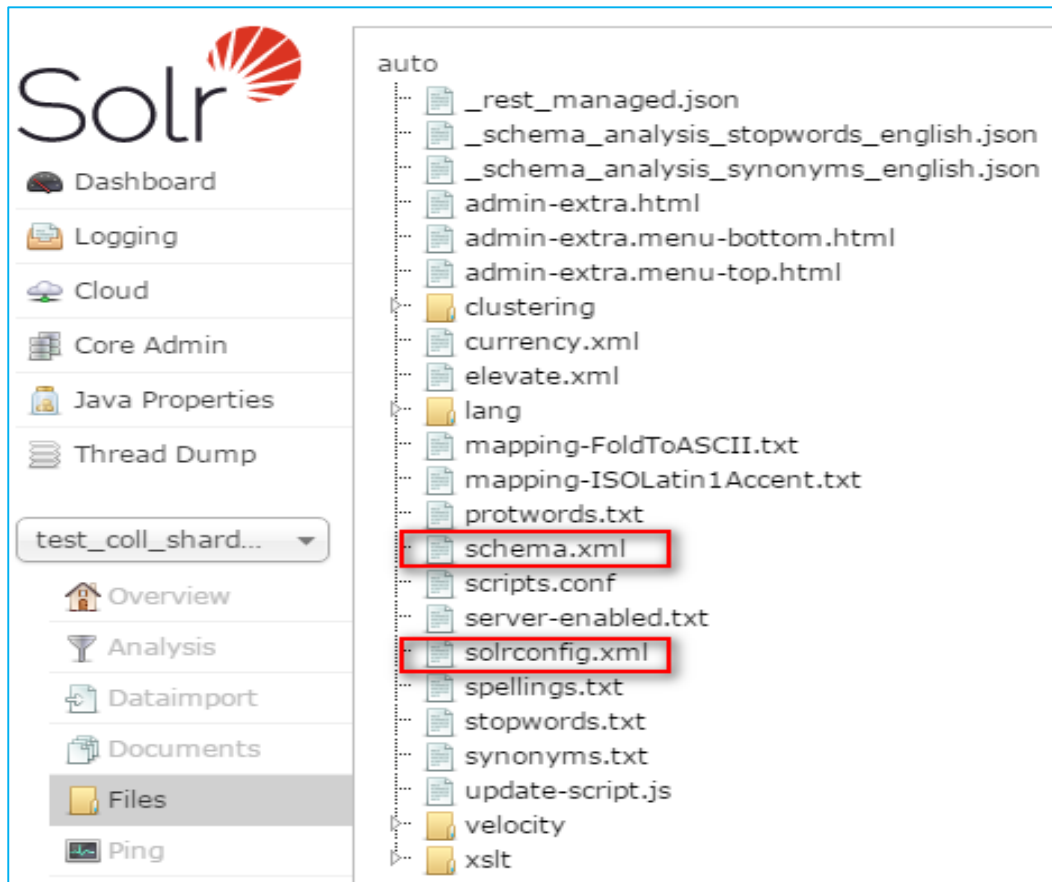 Solr
Dashboard
Logging
Cloud
Core Admin
Java Properties
Thread Dump
test_coll_shard...
Overview
Analysis
Dataimport
Documents
Files
Ping
auto
_rest_managed.json
_schema_analysis_stopwords_english.json
_schema_analysis_synonyms_english.json
admin-extra.html
admin-extra.menu-bottom.html
admin-extra.menu-top.html
clustering
currency.xml
elevate.xml
lang
mapping-FoldToASCII.txt
mapping-ISOLatin1Accent.txt
protwords.txt
schema.xml
scripts.conf
server-enabled.txt
solrconfig.xml
spellings.txt
stopwords.txt
synonyms.txt
update-script.js
velocity
xslt